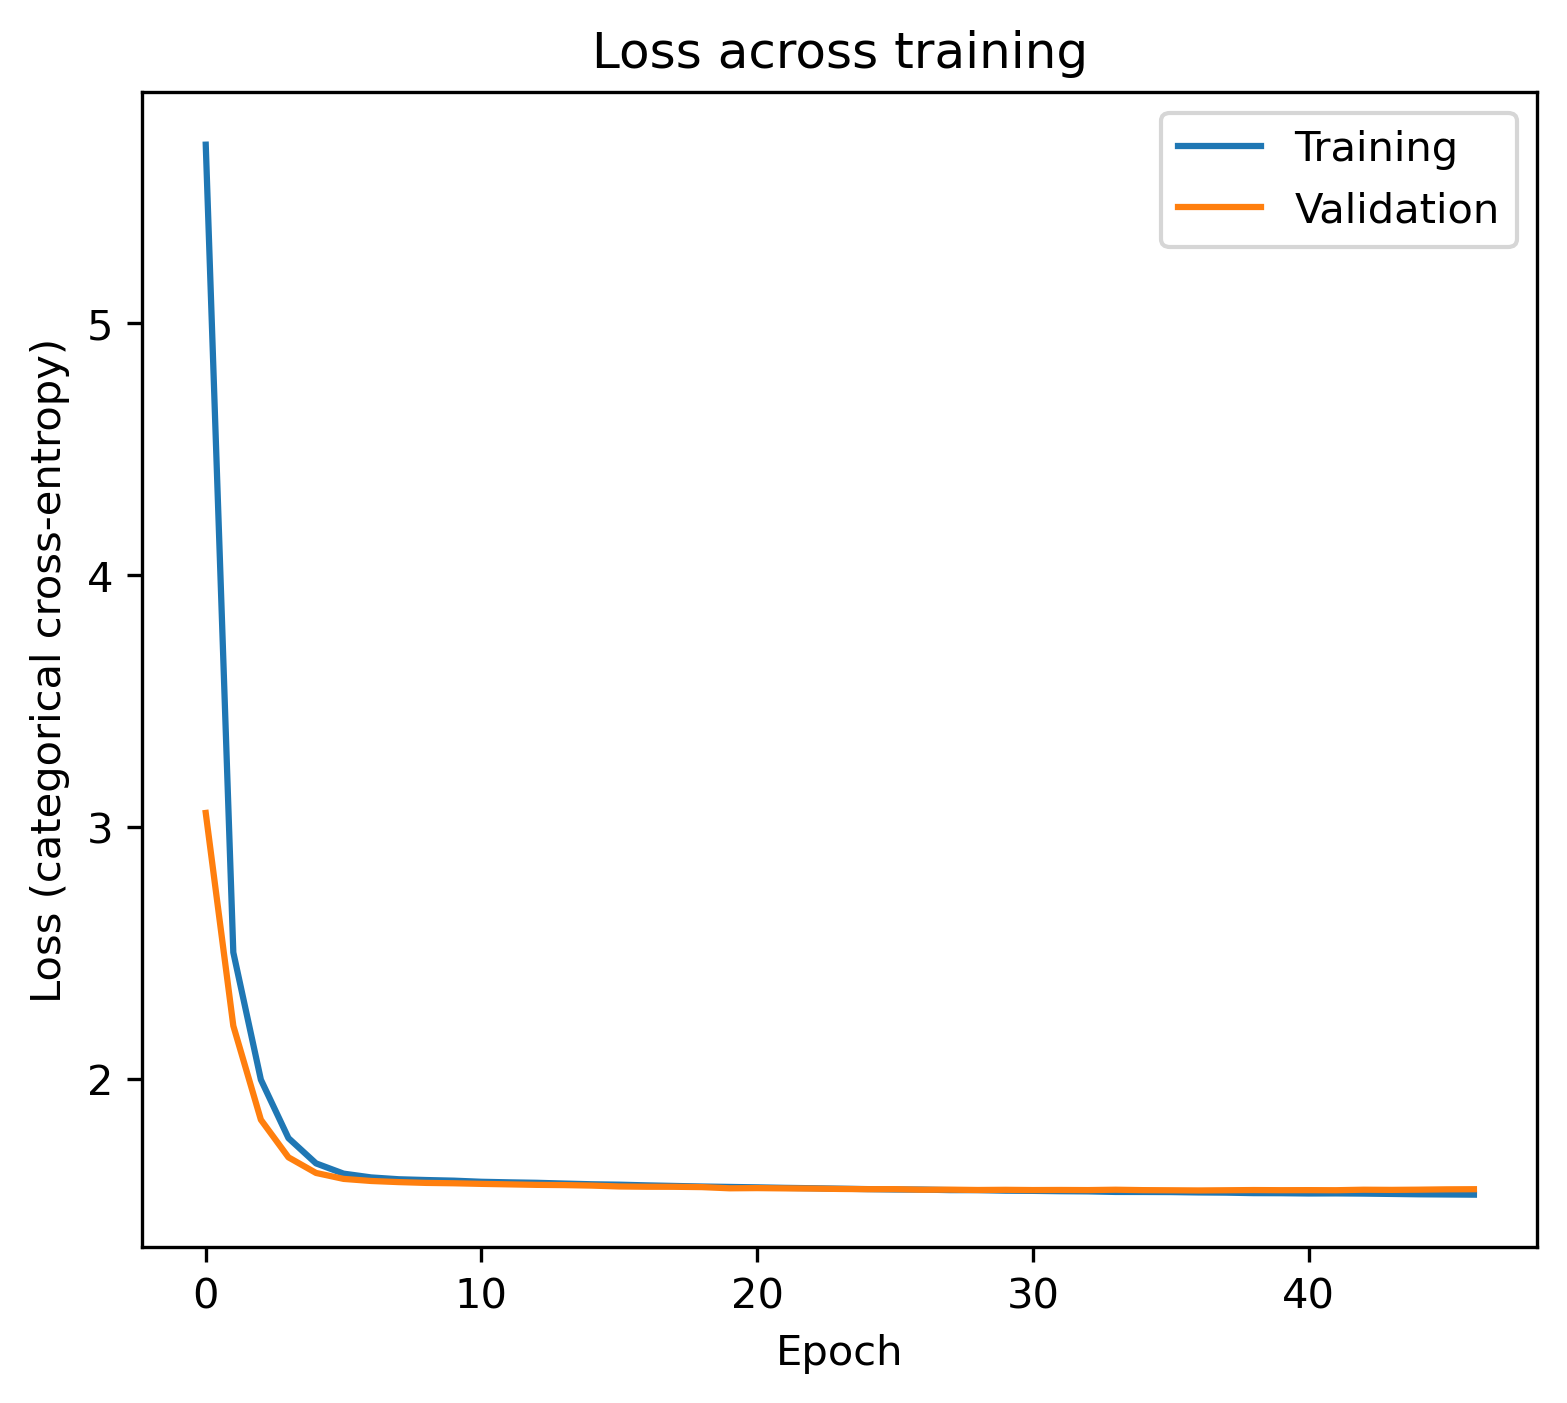 Loss across training
Training
Validation
Loss (categorical cross-entropy)
5
4
3
2
0 10 20 30 40
Epoch